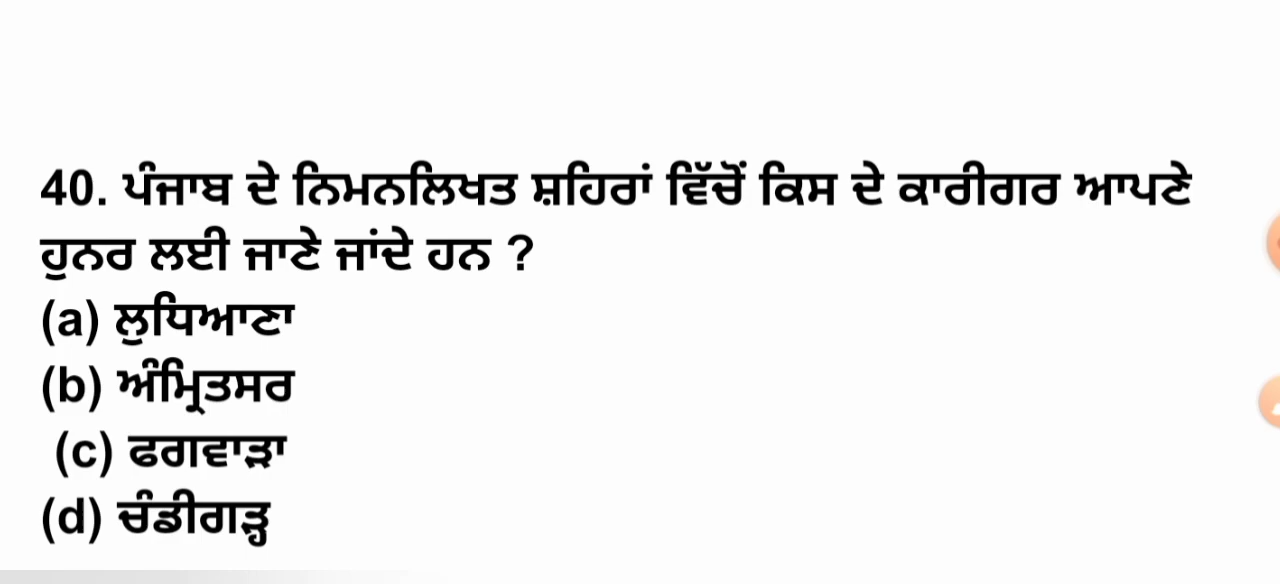 40. ਪੰਜਾਬ ਦੇ ਨਿਮਨਲਿਖਤ ਸ਼ਹਿਰਾਂ ਵਿੱਚੋਂ ਕਿਸ ਦੇ ਕਾਰੀਗਰ ਆਪਣੇ
ਹੁਨਰ ਲਈ ਜਾਣੇ ਜਾਂਦੇ ਹਨ ?
(a) ਲੁਧਿਆਣਾ
(b) ਅੰਮ੍ਰਿਤਸਰ
(c) ਫਗਵਾੜਾ
(d) ਚੰਡੀਗੜ੍ਹ